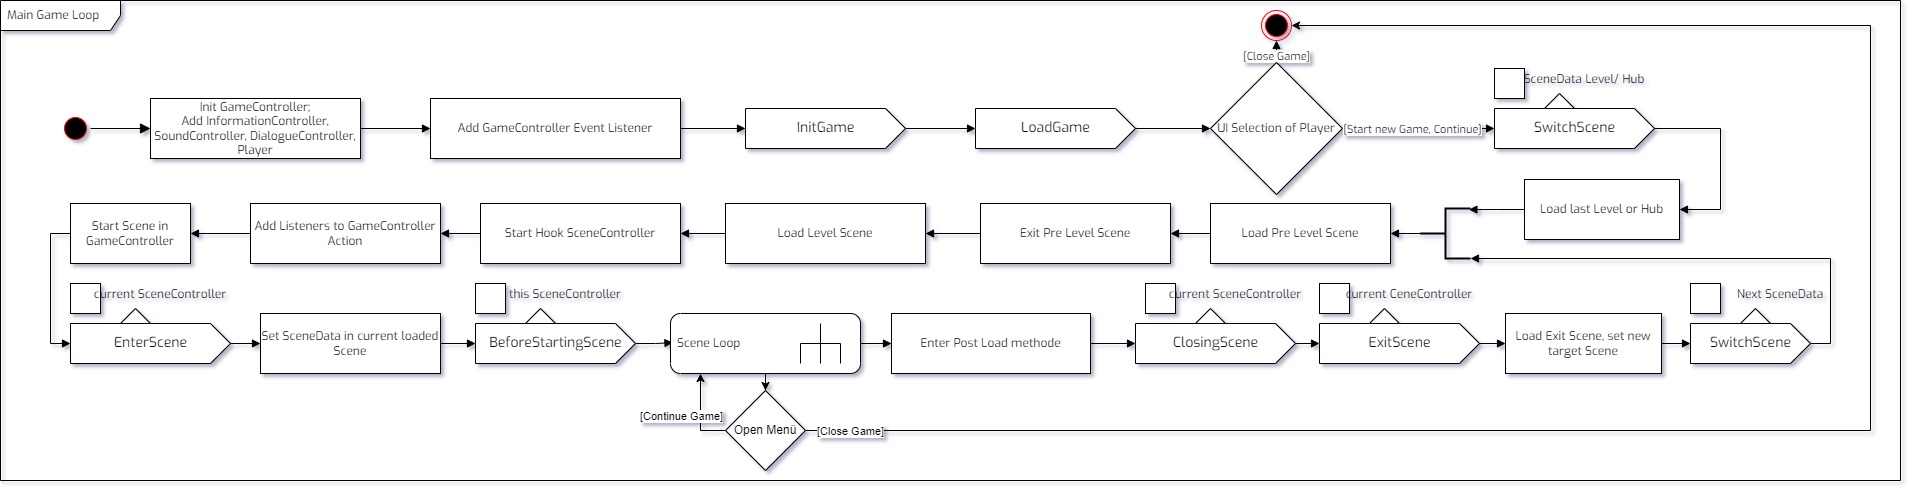 Main Game Loop
[Close Game]
SceneData Level/ Hub
Init GameController;
Add InformationController,
SoundController, DialogueController,
Player
Add GameController Event Listener
InitGame
LoadGame
UI Selection of Player
[Start new Game, Continue]
SwitchScene
Start Scene in
GameController
Add Listeners to GameController
Action
Start Hook SceneController
Load Level Scene
Exit Pre Level Scene
Load Pre Level Scene
Load last Level or Hub
current SceneController
this SceneController
current SceneController
current CeneController
Next SceneData
EnterScene
Set SceneData in current loaded
Scene
BeforeStartingScene
Scene Loop
Enter Post Load methode
ClosingScene
ExitScene
Load Exit Scene, set new
target Scene
SwitchScene
[Continue Game]
Open Menü
[Close Game]